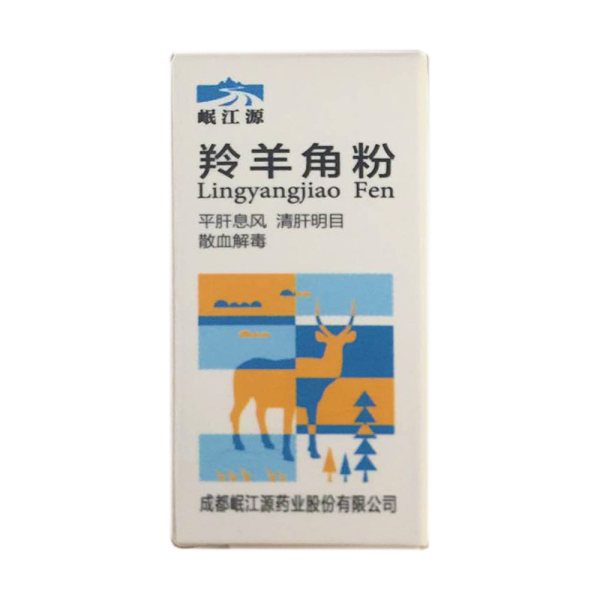 岷江源
羚羊角粉
Lingyangjiao Fen
平肝息风 清肝明目
散血解毒
成都岷江源药业股份有限公司